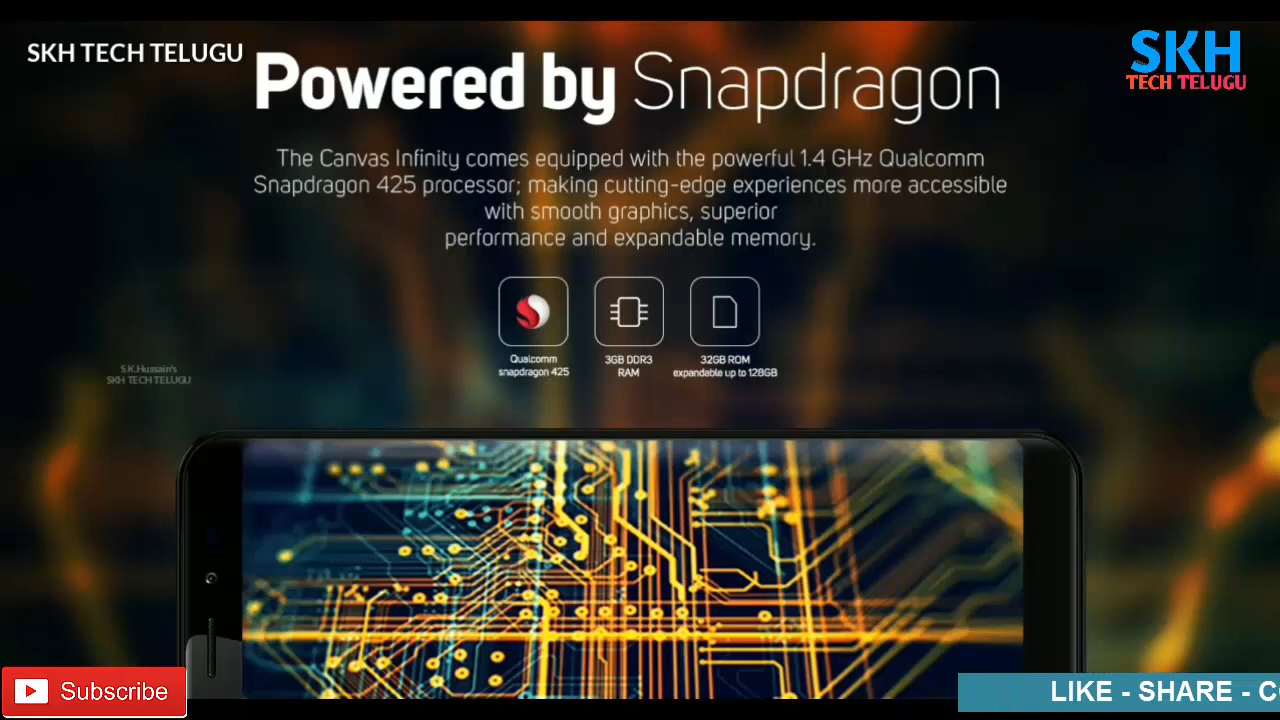 SKH TECH TELUGU
SKH
TECH TELUGU
Powered by Snapdragon
The Canvas Infinity comes equipped with the powerful 1.4 GHz Qualcomm
Snapdragon 425 processor; making cutting-edge experiences more accessible
with smooth graphics, superior
performance and expandable memory.
Qualcomm
snapdragon 425
3GB DDR3
RAM
32GB ROM
expandable up to 128GB
S.K.Hussain's
SKH TECH TELUGU
Subscribe
LIKE - SHARE - CO